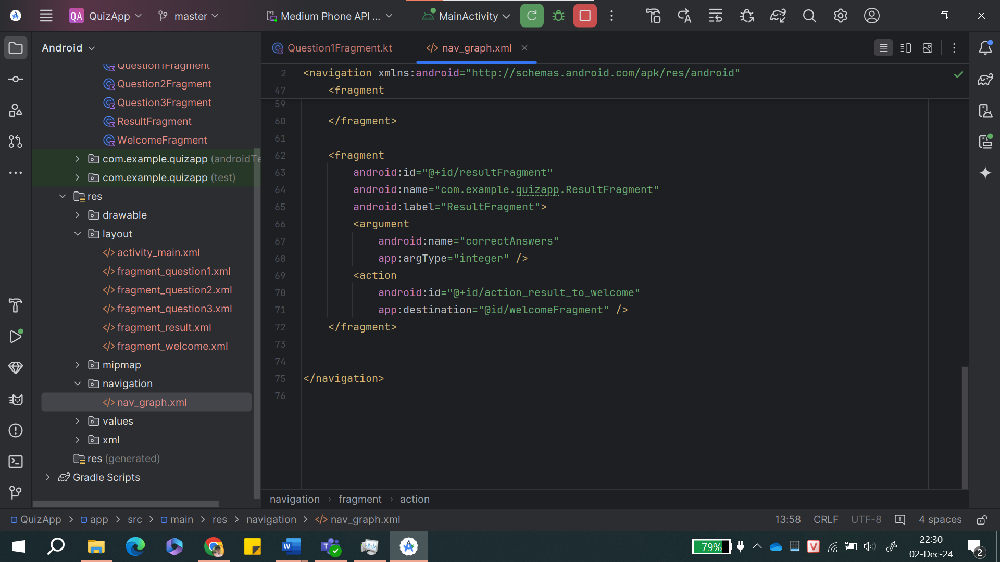 QA QuizApp master Medium Phone API ... MainActivity
Android
Question1Fragment
Question2Fragment
Question3Fragment
ResultFragment
WelcomeFragment
com.example.quizapp (androidTe
com.example.quizapp (test)
res
drawable
layout
activity_main.xml
fragment_question1.xml
fragment_question2.xml
fragment_question3.xml
fragment_result.xml
fragment_welcome.xml
mipmap
navigation
nav_graph.xml
values
xml
res (generated)
Gradle Scripts
Question1Fragment.kt nav_graph.xml
2 <navigation xmlns:android="http://schemas.android.com/apk/res/android"
47 <fragment
59
60 </fragment>
61
62 <fragment
63 android:id="@+id/resultFragment"
64 android:name="com.example.quizapp.ResultFragment"
65 android:label="ResultFragment">
66 <argument
67 android:name="correctAnswers"
68 app:argType="integer" />
69 <action
70 android:id="@+id/action_result_to_welcome"
71 app:destination="@id/welcomeFragment" />
72 </fragment>
73
74
75 </navigation>
76
navigation › fragment › action
QuizApp > app > src > main > res > navigation > nav_graph.xml 13:58 CRLF UTF-8 4 spaces
79% 22:30
02-Dec-24 2